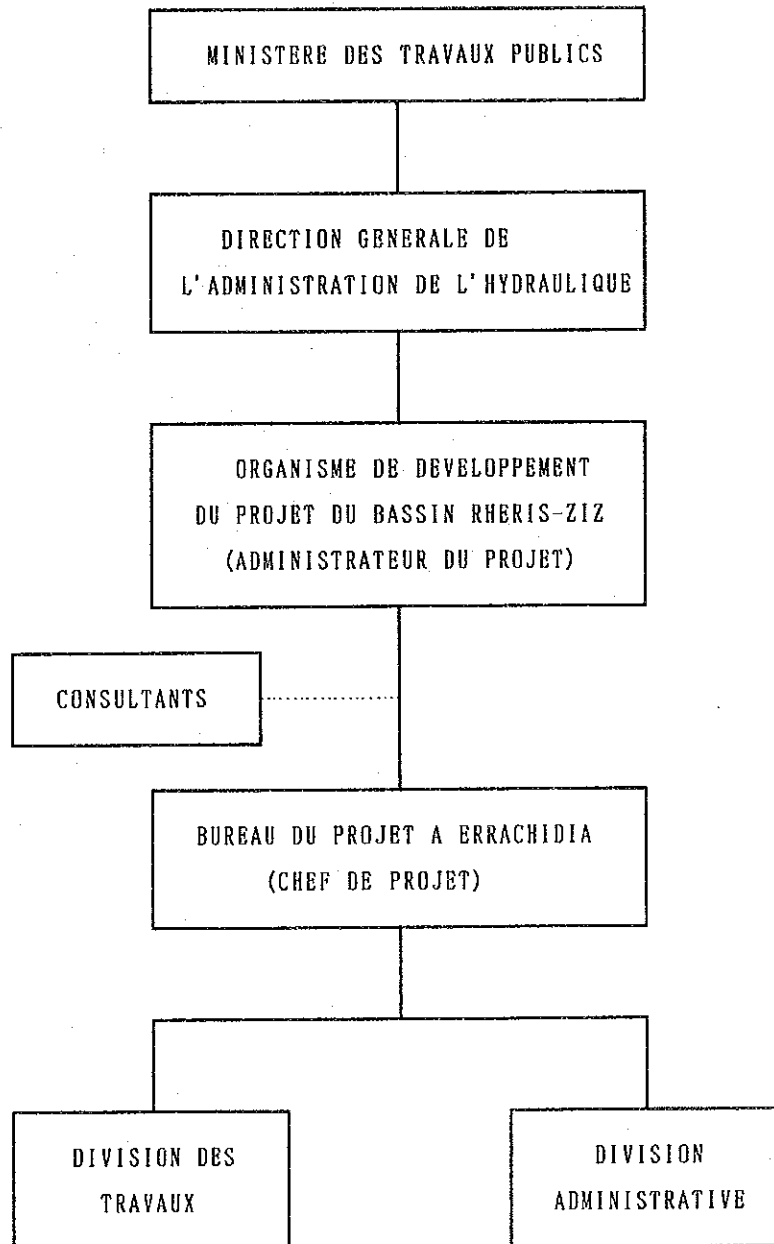 MINISTERE DES TRAVAUX PUBLICS
DIRECTION GENERALE DE
L'ADMINISTRATION DE L'HYDRAULIQUE
ORGANISME DE DEVELOPPEMENT
DU PROJET DU BASSIN RHERIS-ZIZ
(ADMINISTRATEUR DU PROJET)
CONSULTANTS
BUREAU DU PROJET A ERRACHIDIA
(CHEF DE PROJET)
DIVISION DES
TRAVAUX
DIVISION
ADMINISTRATIVE